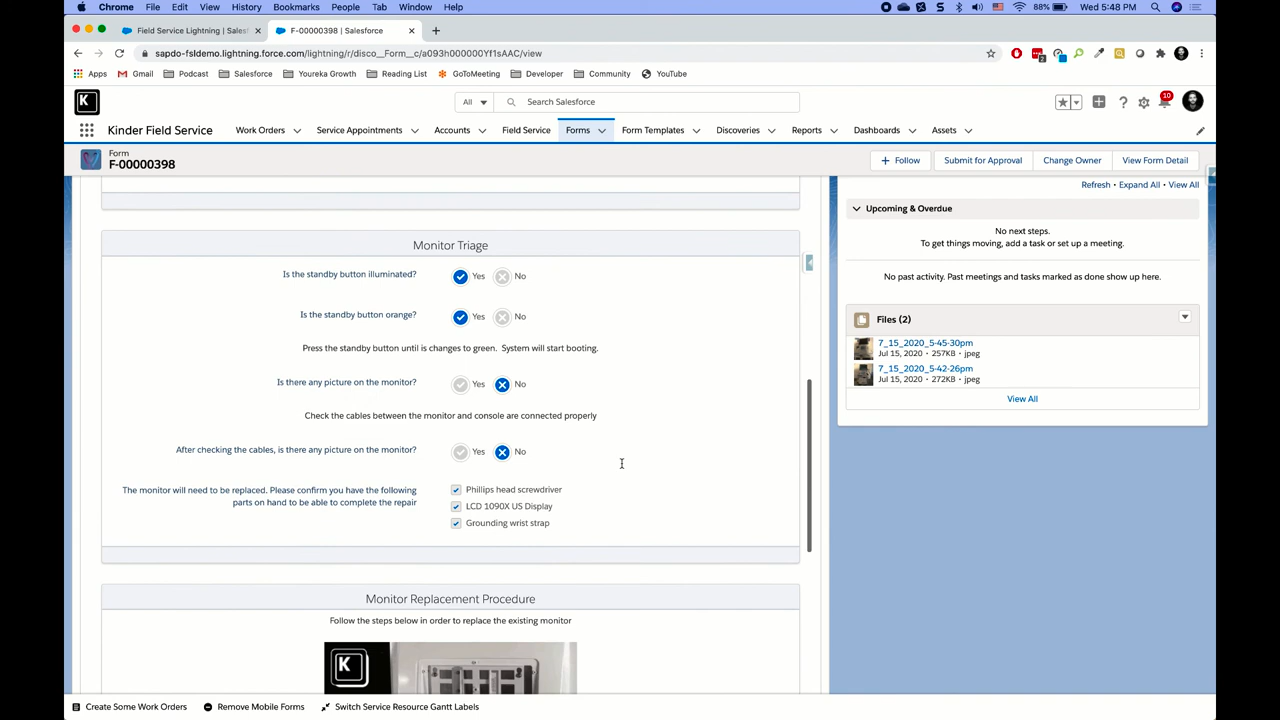 Chrome File Edit View History Bookmarks People Tab Window Help
88% Wed 5:48 PM
Field Service Lightning | Sales
F-00000398 | Salesforce
sapdo-fsldemo.lightning.force.com/lightning/r/disco__Form__c/a093h000000Yf1sAAC/view
2
Apps Gmail Podcast Salesforce Youreka Growth Reading List GoToMeeting Developer Community YouTube
K
All
Search Salesforce
10
Kinder Field Service
Work Orders Service Appointments Accounts Field Service Forms Form Templates Discoveries Reports Dashboards Assets
Form
F-00000398
+ Follow
Submit for Approval
Change Owner
View Form Detail
Refresh • Expand All • View All
Upcoming & Overdue
No next steps.
To get things moving, add a task or set up a meeting.
No past activity. Past meetings and tasks marked as done show up here.
Files (2)
7_15_2020_5-45-30pm
Jul 15, 2020 • 257KB • jpeg
7_15_2020_5-42-26pm
Jul 15, 2020 • 272KB • jpeg
View All
Monitor Triage
Is the standby button illuminated? Yes No
Is the standby button orange? Yes No
Press the standby button until is changes to green. System will start booting.
Is there any picture on the monitor? Yes No
Check the cables between the monitor and console are connected properly
After checking the cables, is there any picture on the monitor? Yes No
The monitor will need to be replaced. Please confirm you have the following
parts on hand to be able to complete the repair
Phillips head screwdriver
LCD 1090X US Display
Grounding wrist strap
Monitor Replacement Procedure
Follow the steps below in order to replace the existing monitor
K
Create Some Work Orders
Remove Mobile Forms
Switch Service Resource Gantt Labels